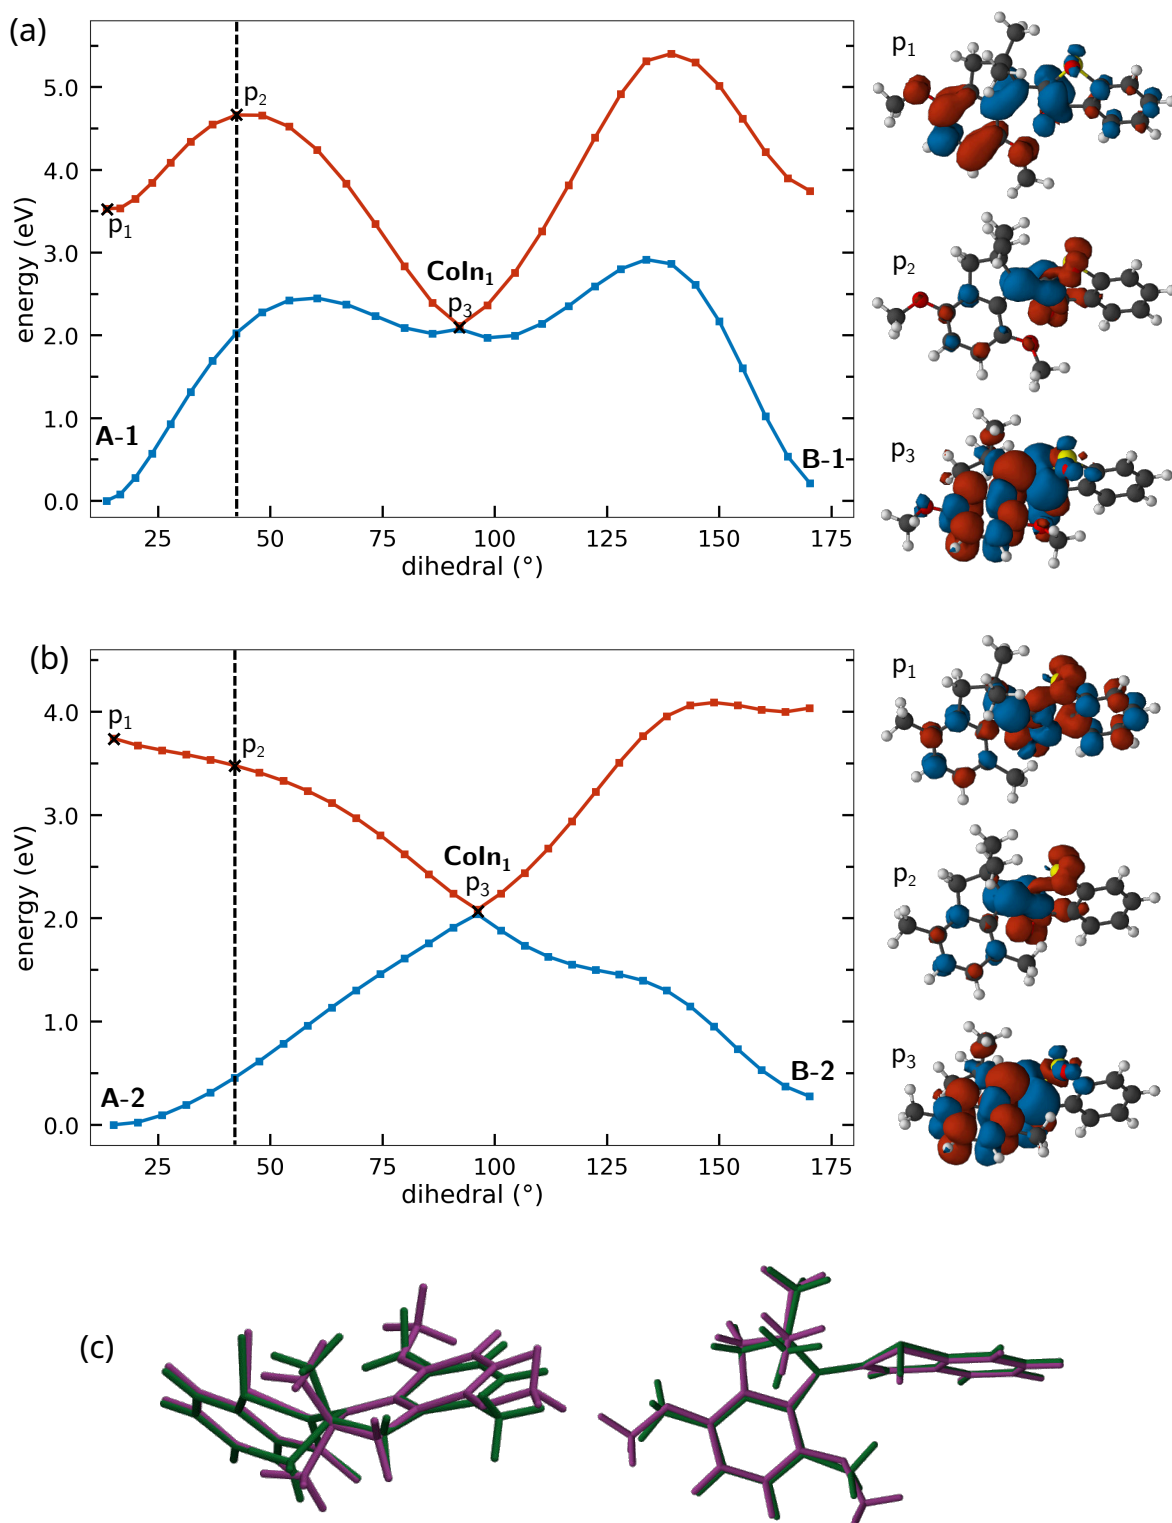 (a)
energy (eV)
5.0
4.0
3.0
2.0
1.0
0.0
p1
p2
CoIn1
p3
A-1
B-1
25 50 75 100 125 150 175
dihedral (°)
p1
p2
p3
(b)
energy (eV)
4.0
3.0
2.0
1.0
0.0
p1
p2
CoIn1
p3
A-2
B-2
25 50 75 100 125 150 175
dihedral (°)
p1
p2
p3
(c)